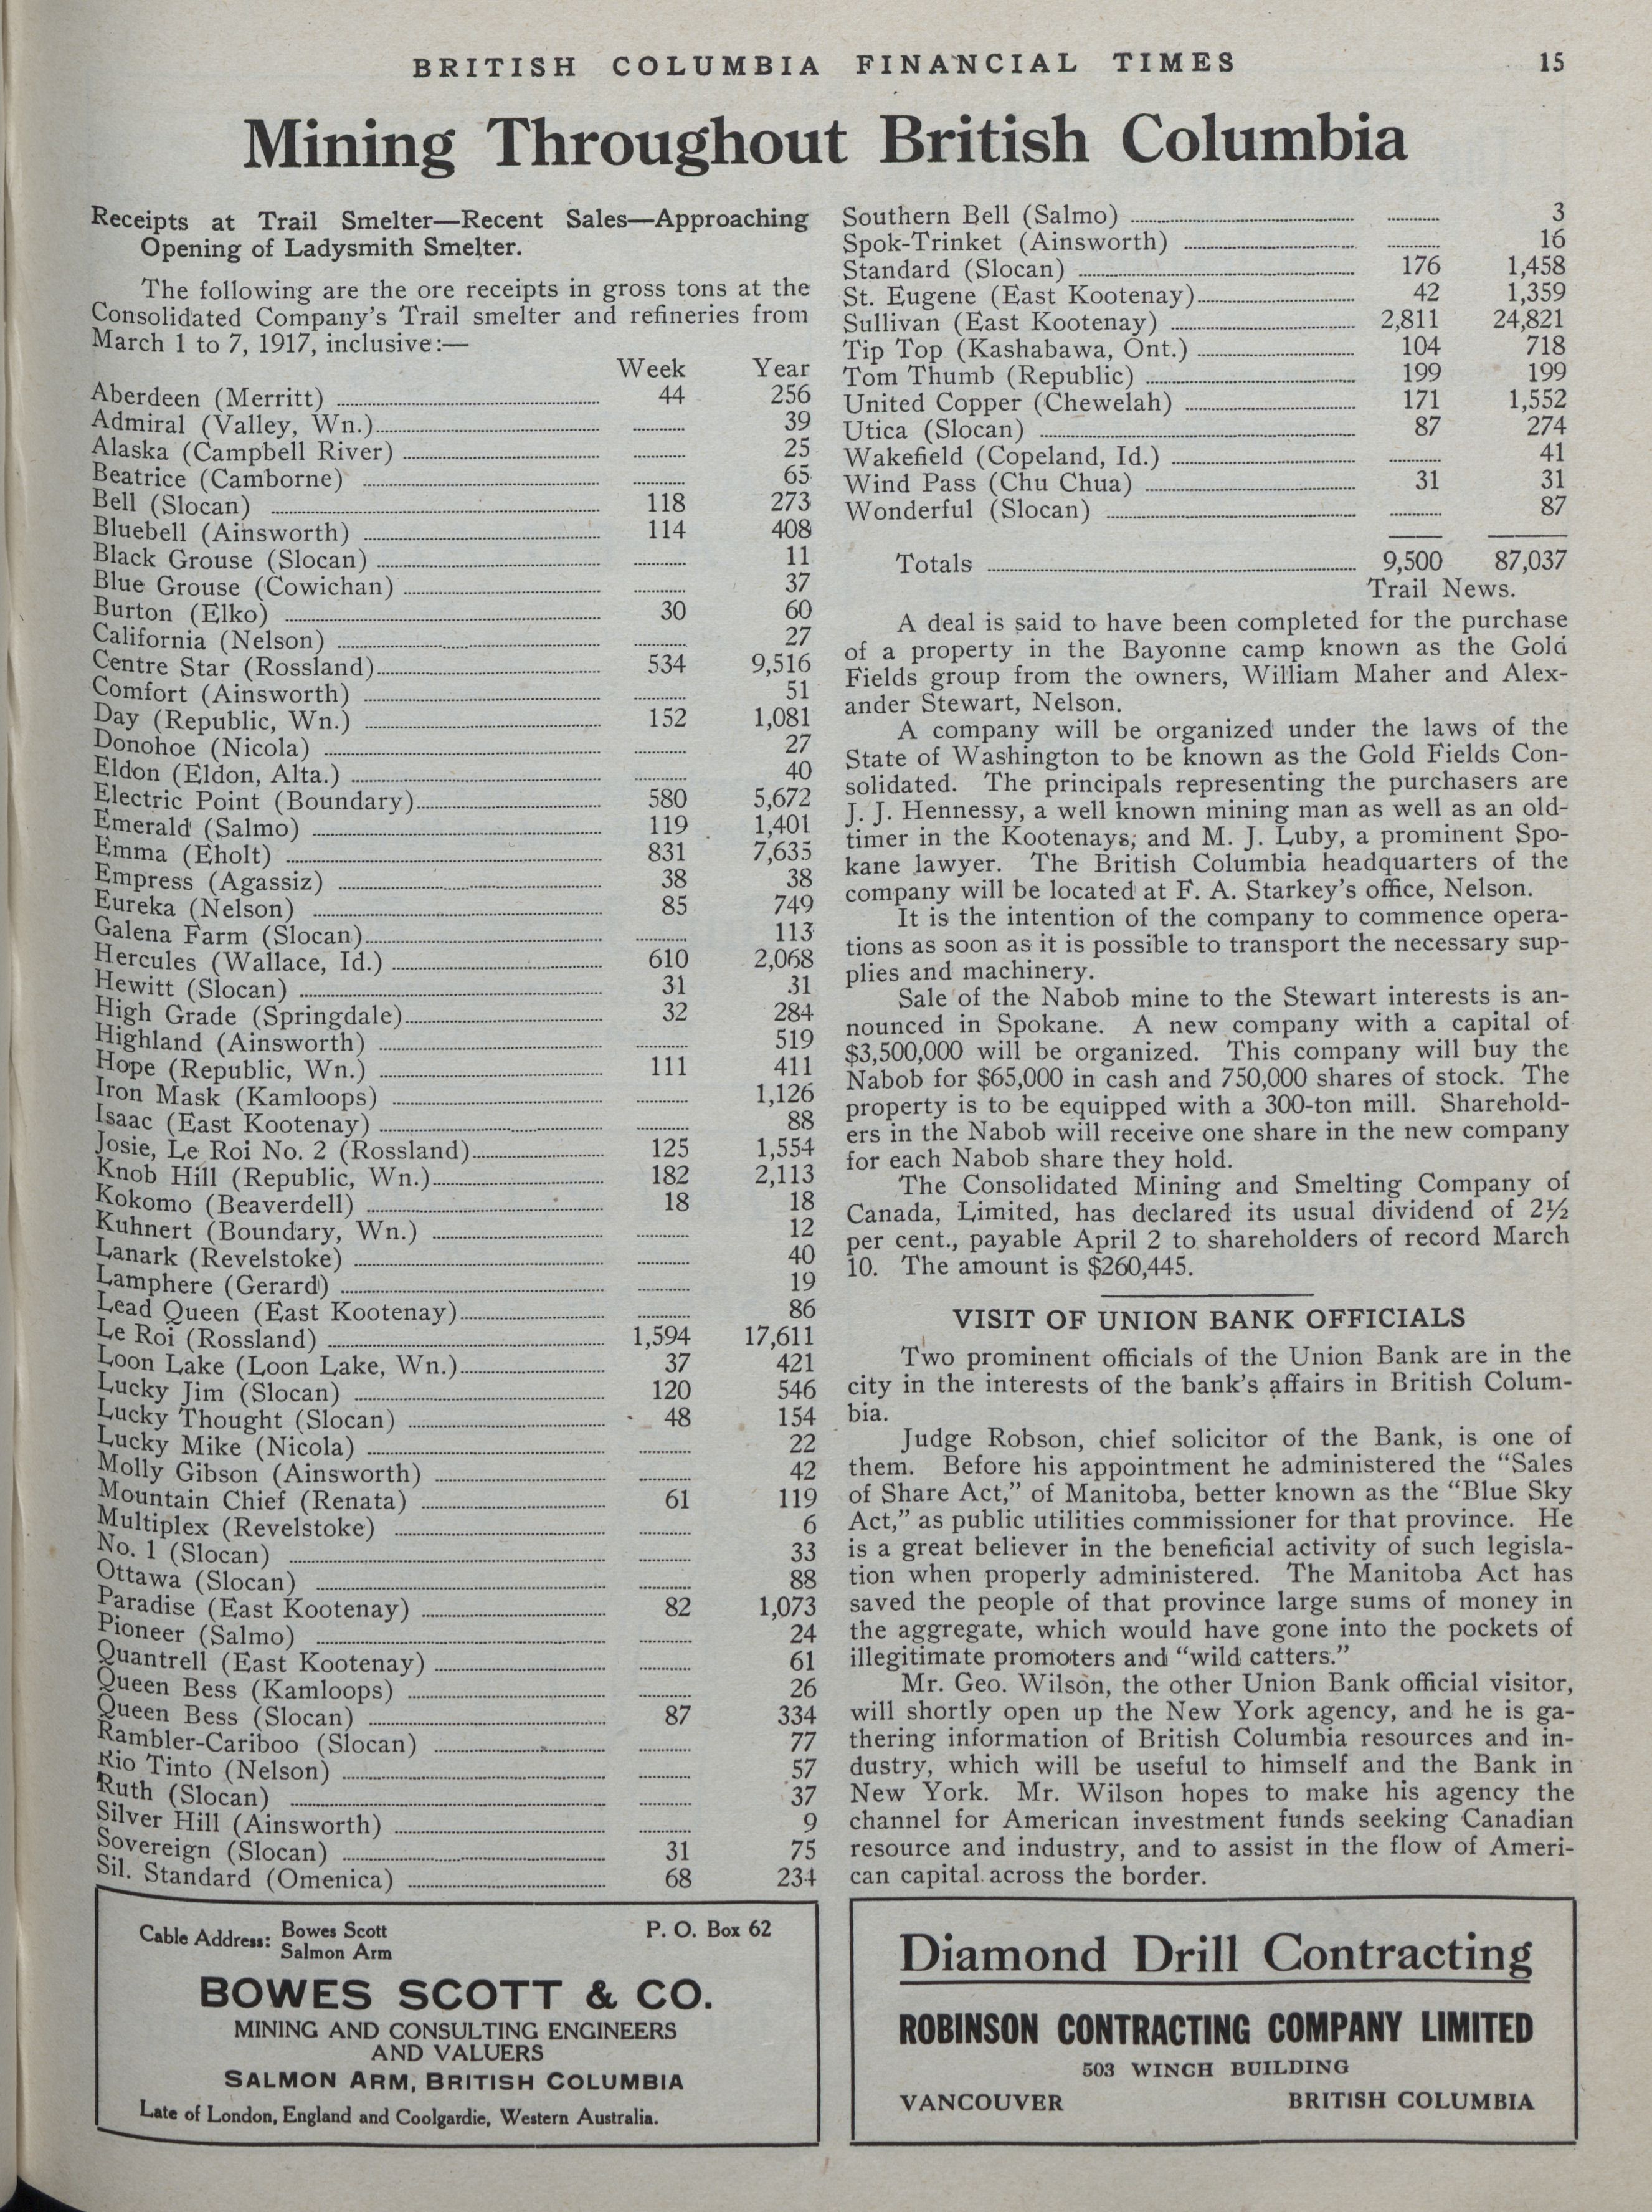 BRITISH COLUMBIA FINANCIAL TIMES 15
Mining Throughout British Columbia
Receipts at Trail Smelter—Recent Sales—Approaching
Opening of Ladysmith Smelter.
The following are the ore receipts in gross tons at the
Consolidated Company's Trail smelter and refineries from
March 1 to 7, 1917, inclusive:—
Week Year
Aberdeen (Merritt) 44 256
Admiral (Valley, Wn.) 39
Alaska (Campbell River) 25
Beatrice (Camborne) 65
Bell (Slocan) 118 273
Bluebell (Ainsworth) 114 408
Black Grouse (Slocan) 11
Blue Grouse (Cowichan) 37
Burton (Elko) 30 60
California (Nelson) 27
Centre Star (Rossland) 534 9,516
Comfort (Ainsworth) 51
Day (Republic, Wn.) 152 1,081
Donohoe (Nicola) 27
Eldon (Eldon, Alta.) 40
Electric Point (Boundary) 580 5,672
Emerald (Salmo) 119 1,401
Emma (Eholt) 831 7,635
Empress (Agassiz) 38 38
Eureka (Nelson) 85 749
Galena Farm (Slocan) 113
Hercules (Wallace, Id.) 610 2,068
Hewitt (Slocan) 31 31
High Grade (Springdale) 32 284
Highland (Ainsworth) 519
Hope (Republic, Wn.) 111 411
Iron Mask (Kamloops) 1,126
Isaac (East Kootenay) 88
Josie, Le Roi No. 2 (Rossland) 125 1,554
Knob Hill (Republic, Wn.) 182 2,113
Kokomo (Beaverdell) 18 18
Kuhnert (Boundary, Wn.) 12
Lanark (Revelstoke) 40
Lamphere (Gerard) 19
Lead Queen (East Kootenay) 86
Le Roi (Rossland) 1,594 17,611
Loon Lake (Loon Lake, Wn.) 37 421
Lucky Jim (Slocan) 120 546
Lucky Thought (Slocan) 48 154
Lucky Mike (Nicola) 22
Molly Gibson (Ainsworth) 42
Mountain Chief (Renata) 61 119
Multiplex (Revelstoke) 6
No. 1 (Slocan) 33
Ottawa (Slocan) 88
Paradise (East Kootenay) 82 1,073
Pioneer (Salmo) 24
Quantrell (East Kootenay) 61
Queen Bess (Kamloops) 26
Queen Bess (Slocan) 87 334
Rambler-Cariboo (Slocan) 77
Rio Tinto (Nelson) 57
Ruth (Slocan) 37
Silver Hill (Ainsworth) 9
Sovereign (Slocan) 31 75
Sil. Standard (Omenica) 68 234
Southern Bell (Salmo) 3
Spok-Trinket (Ainsworth) 16
Standard (Slocan) 176 1,458
St. Eugene (East Kootenay) 42 1,359
Sullivan (East Kootenay) 2,811 24,821
Tip Top (Kashabawa, Ont.) 104 718
Tom Thumb (Republic) 199 199
United Copper (Chewelah) 171 1,552
Utica (Slocan) 87 274
Wakefield (Copeland, Id.) 41
Wind Pass (Chu Chua) 31 31
Wonderful (Slocan) 87
Totals 9,500 87,037
Trail News.
A deal is said to have been completed for the purchase
of a property in the Bayonne camp known as the Gold
Fields group from the owners, William Maher and Alex-
ander Stewart, Nelson.
A company will be organized under the laws of the
State of Washington to be known as the Gold Fields Con-
solidated. The principals representing the purchasers are
J. J. Hennessy, a well known mining man as well as an old-
timer in the Kootenays; and M. J. Luby, a prominent Spo-
kane lawyer. The British Columbia headquarters of the
company will be located at F. A. Starkey's office, Nelson.
It is the intention of the company to commence opera-
tions as soon as it is possible to transport the necessary sup-
plies and machinery.
Sale of the Nabob mine to the Stewart interests is an-
nounced in Spokane. A new company with a capital of
$3,500,000 will be organized. This company will buy the
Nabob for $65,000 in cash and 750,000 shares of stock. The
property is to be equipped with a 300-ton mill. Sharehold-
ers in the Nabob will receive one share in the new company
for each Nabob share they hold.
The Consolidated Mining and Smelting Company of
Canada, Limited, has declared its usual dividend of 2½
per cent., payable April 2 to shareholders of record March
10. The amount is $260,445.
VISIT OF UNION BANK OFFICIALS
Two prominent officials of the Union Bank are in the
city in the interests of the bank's affairs in British Colum-
bia.
Judge Robson, chief solicitor of the Bank, is one of
them. Before his appointment he administered the "Sales
of Share Act," of Manitoba, better known as the "Blue Sky
Act," as public utilities commissioner for that province. He
is a great believer in the beneficial activity of such legisla-
tion when properly administered. The Manitoba Act has
saved the people of that province large sums of money in
the aggregate, which would have gone into the pockets of
illegitimate promoters and "wild catters."
Mr. Geo. Wilson, the other Union Bank official visitor,
will shortly open up the New York agency, and he is ga-
thering information of British Columbia resources and in-
dustry, which will be useful to himself and the Bank in
New York. Mr. Wilson hopes to make his agency the
channel for American investment funds seeking Canadian
resource and industry, and to assist in the flow of Ameri-
can capital across the border.
Cable Address: Bowes Scott P. O. Box 62
Salmon Arm
BOWES SCOTT & CO.
MINING AND CONSULTING ENGINEERS
AND VALUERS
SALMON ARM, BRITISH COLUMBIA
Late of London, England and Coolgardie, Western Australia.
Diamond Drill Contracting
ROBINSON CONTRACTING COMPANY LIMITED
503 WINCH BUILDING
VANCOUVER BRITISH COLUMBIA